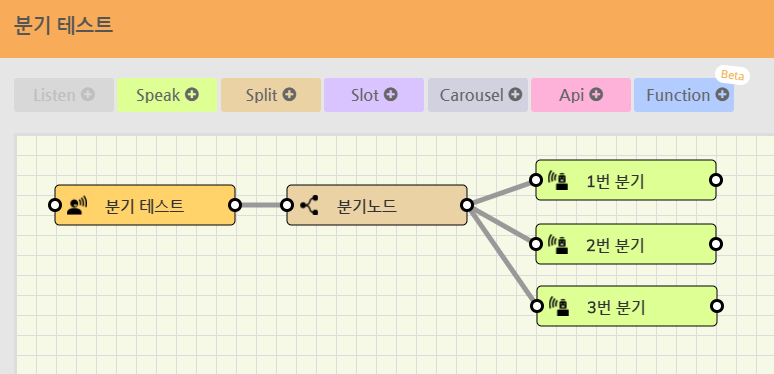 분기 테스트
Beta
Listen Speak Split Slot Carousel Api Function
분기 테스트
분기노드
1번 분기
2번 분기
3번 분기